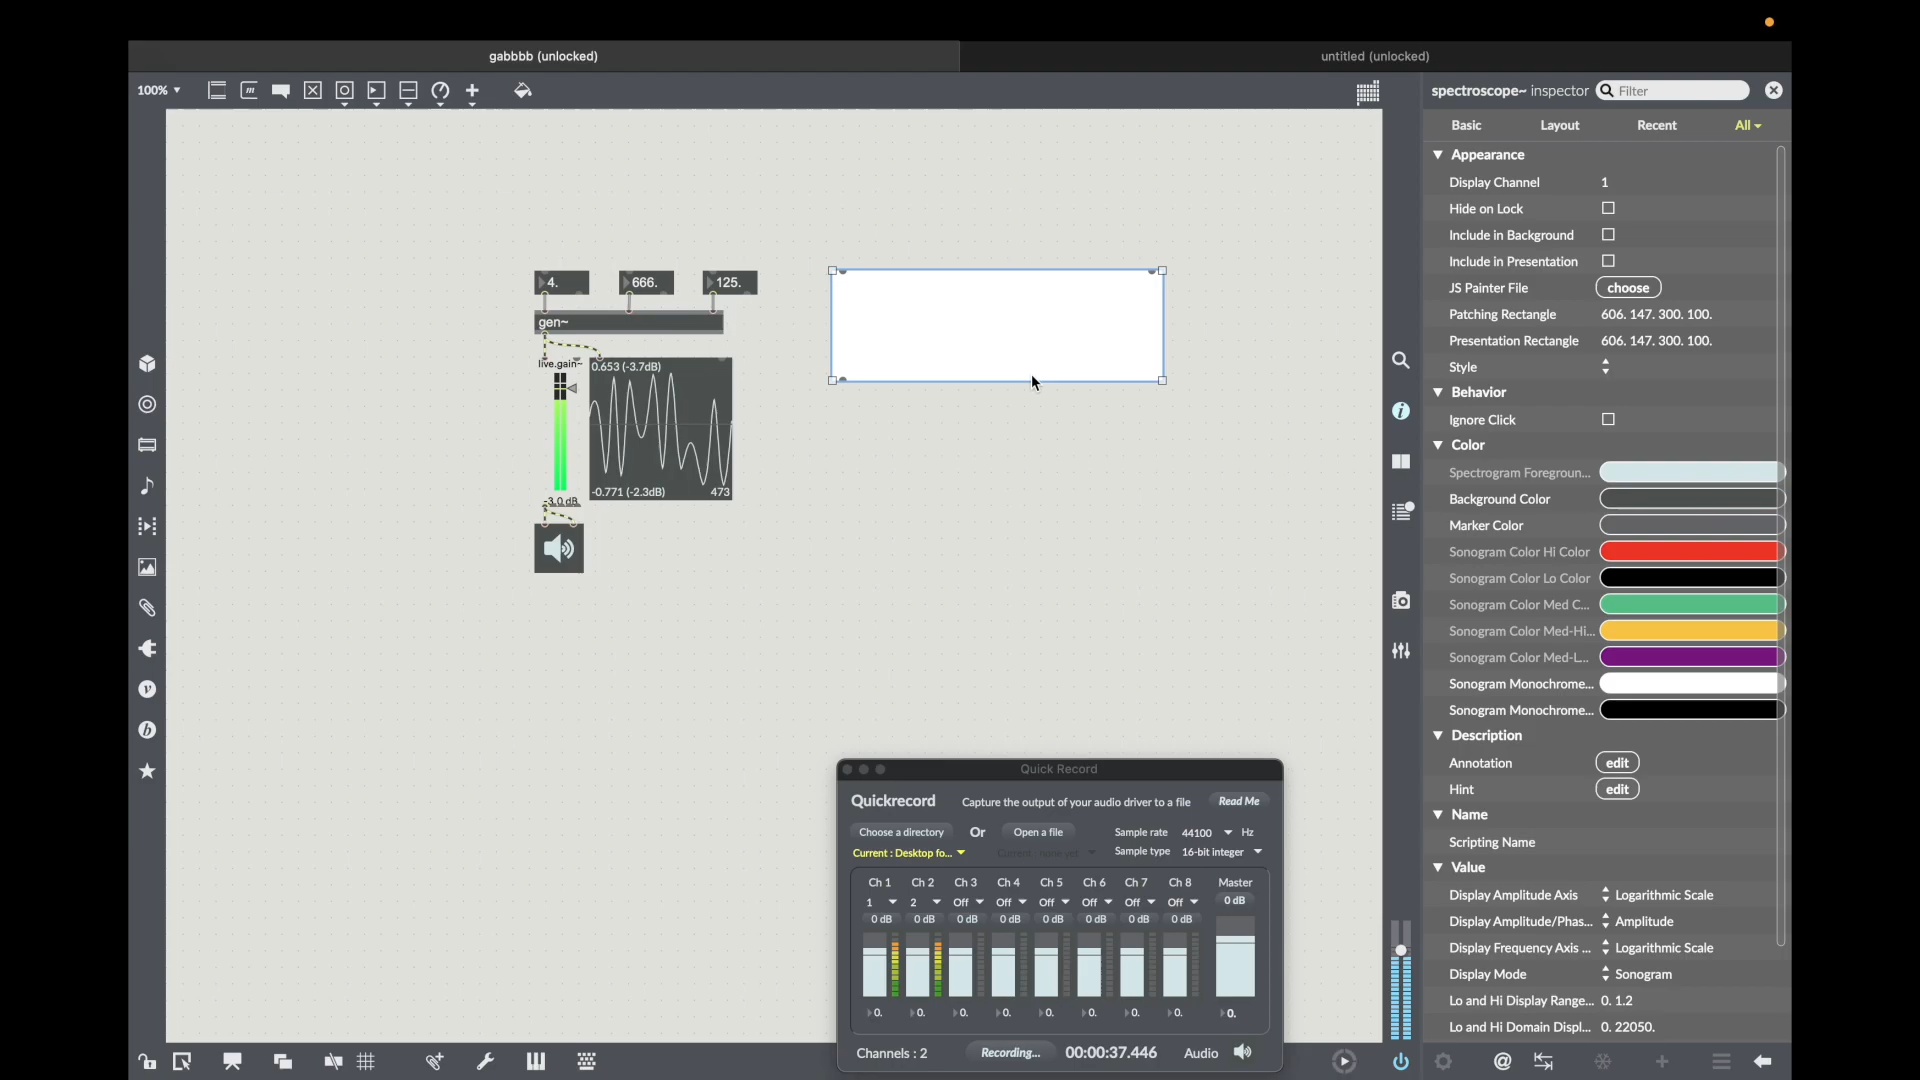 gabbbb (unlocked)
untitled (unlocked)
100%
m
spectroscope~ inspector
Filter
Basic
Layout
Recent
All
Appearance
Display Channel 1
Hide on Lock
Include in Background
Include in Presentation
JS Painter File choose
Patching Rectangle 606. 147. 300. 100.
Presentation Rectangle 606. 147. 300. 100.
Style
Behavior
Ignore Click
Color
Spectrogram Foregroun...
Background Color
Marker Color
Sonogram Color Hi Color
Sonogram Color Lo Color
Sonogram Color Med C...
Sonogram Color Med-Hi...
Sonogram Color Med-L...
Sonogram Monochrome...
Sonogram Monochrome...
Description
Annotation edit
Hint edit
Name
Scripting Name
Value
Display Amplitude Axis Logarithmic Scale
Display Amplitude/Phas... Amplitude
Display Frequency Axis ... Logarithmic Scale
Display Mode Sonogram
Lo and Hi Display Range... 0. 1.2
Lo and Hi Domain Displ... 0. 22050.
4. 666. 125.
gen~
live.gain~
0.653 (-3.7dB)
-0.771 (-2.3dB) 473
-3.0 dB
i
v
b
Quick Record
Quickrecord Capture the output of your audio driver to a file Read Me
Choose a directory Or Open a file Sample rate 44100 Hz
Current : Desktop fo... Sample type 16-bit integer
Ch 1 Ch 2 Ch 3 Ch 4 Ch 5 Ch 6 Ch 7 Ch 8 Master
1 2 Off Off Off Off Off Off 0 dB
0 dB 0 dB 0 dB 0 dB 0 dB 0 dB 0 dB 0 dB
0. 0. 0. 0. 0. 0. 0. 0. 0.
Channels : 2 Recording... 00:00:37.446 Audio
@